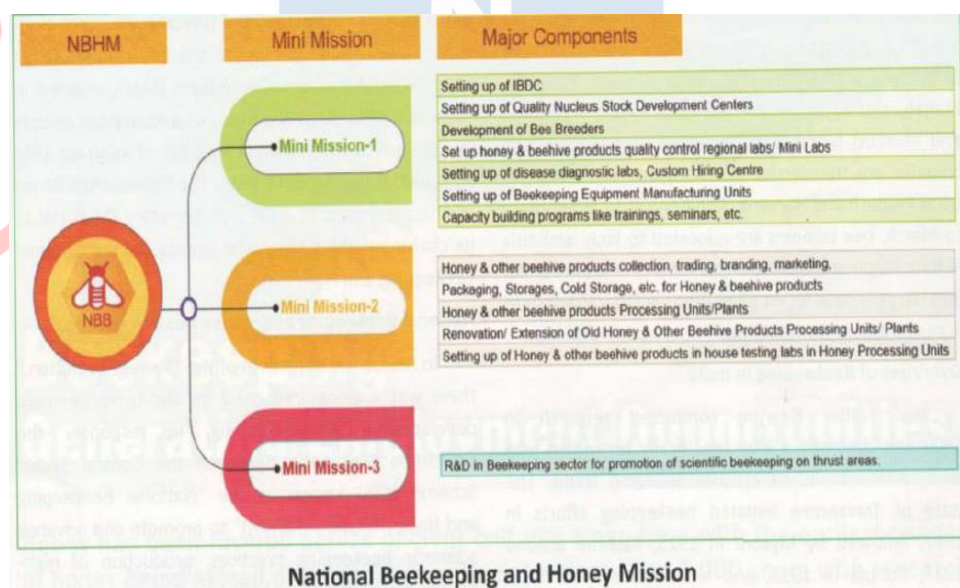 NBHM
Mini Mission
Major Components
Mini Mission-1
Setting up of IBDC
Setting up of Quality Nucleus Stock Development Centers
Development of Bee Breeders
Set up honey & beehive products quality control regional labs/ Mini Labs
Setting up of disease diagnostic labs, Custom Hiring Centre
Setting up of Beekeeping Equipment Manufacturing Units
Capacity building programs like trainings, seminars, etc.
NBB
Mini Mission-2
Honey & other beehive products collection, trading, branding, marketing,
Packaging, Storages, Cold Storage, etc. for Honey & beehive products
Honey & other beehive products Processing Units/Plants
Renovation/ Extension of Old Honey & Other Beehive Products Processing Units/ Plants
Setting up of Honey & other beehive products in house testing labs in Honey Processing Units
Mini Mission-3
R&D in Beekeeping sector for promotion of scientific beekeeping on thrust areas.
National Beekeeping and Honey Mission